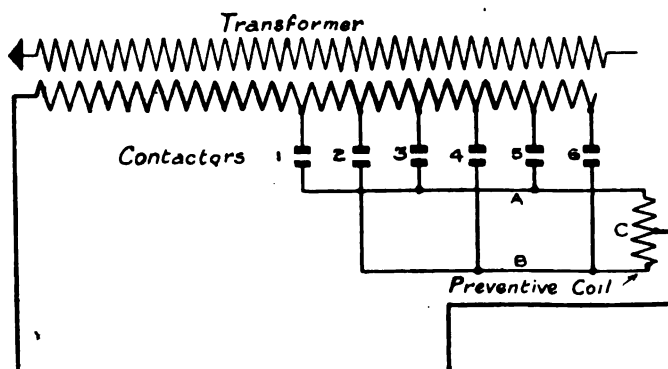 Transformer
Contactors 1 2 3 4 5 6
A
C
B
Preventive Coil